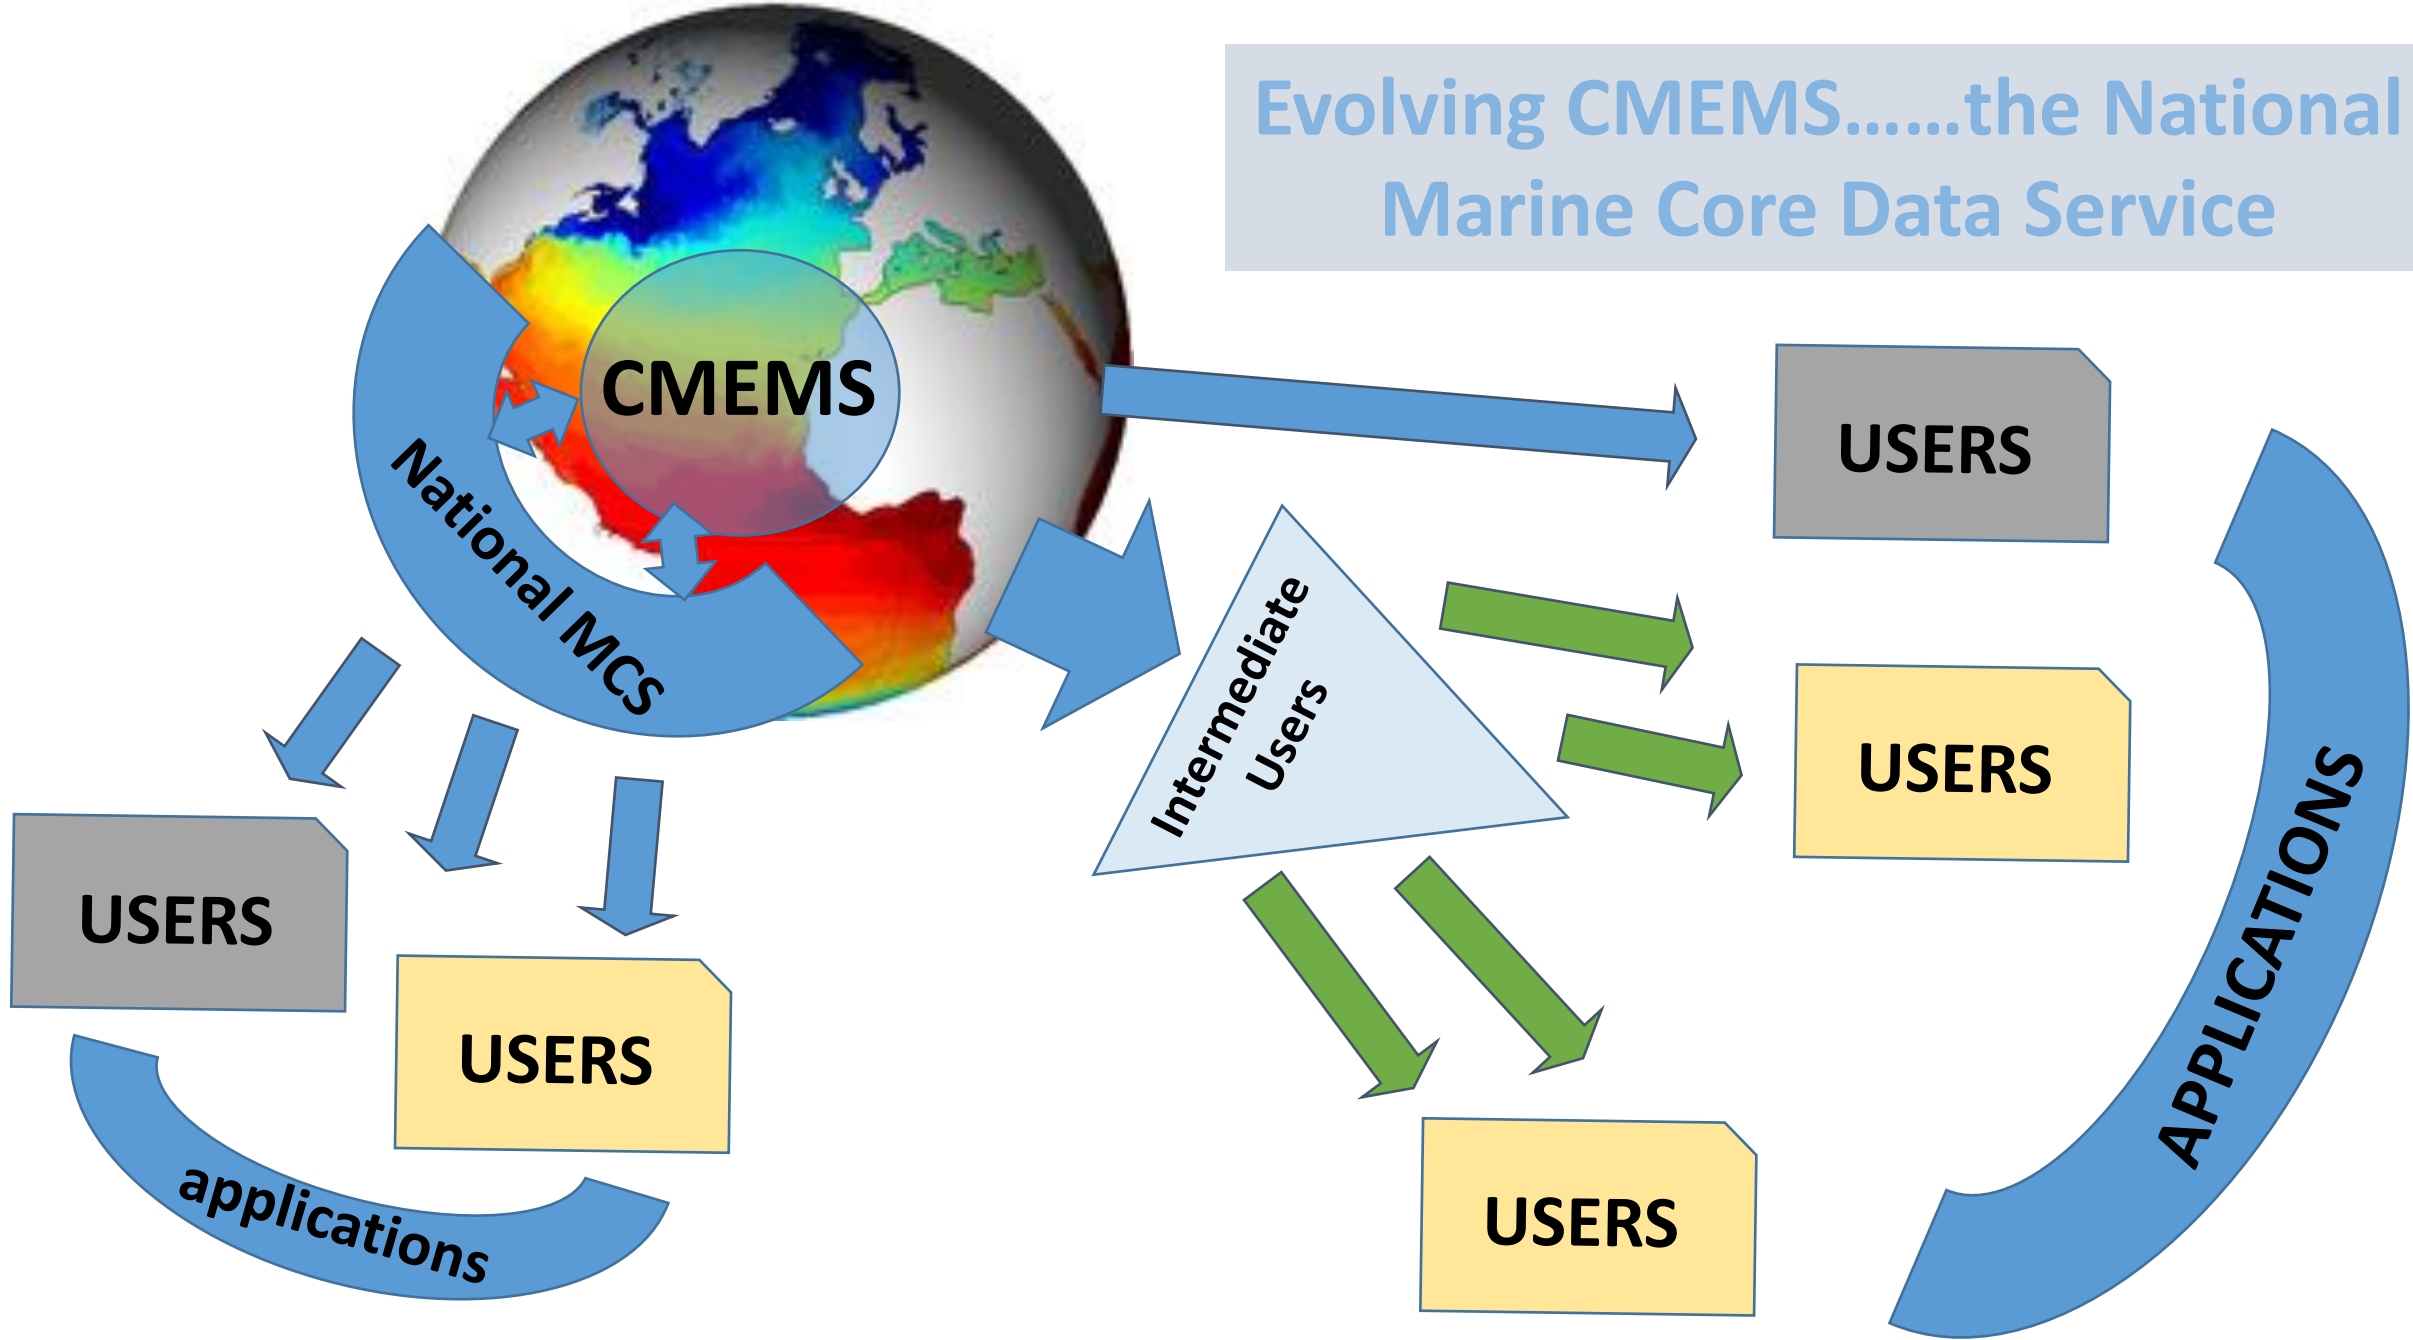 Evolving CMEMS......the National
Marine Core Data Service
CMEMS
National MCS
USERS
Intermediate
Users
USERS
APPLICATIONS
USERS
USERS
USERS
applications